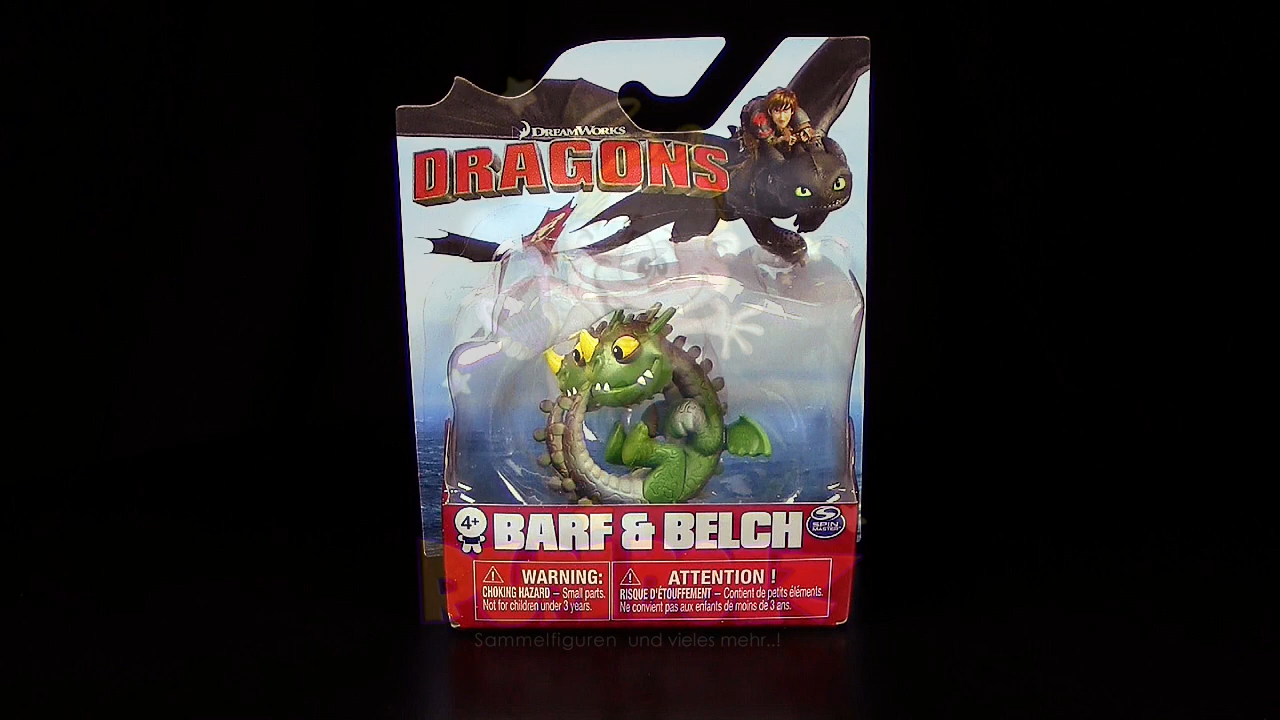 DREAMWORKS
DRAGONS
4+
BARF & BELCH
SPIN
MASTER
WARNING:
CHOKING HAZARD – Small parts.
Not for children under 3 years.
ATTENTION !
RISQUE D'ÉTOUFFEMENT – Contient de petits éléments.
Ne convient pas aux enfants de moins de 3 ans.
Sammelfiguren und vieles mehr..!